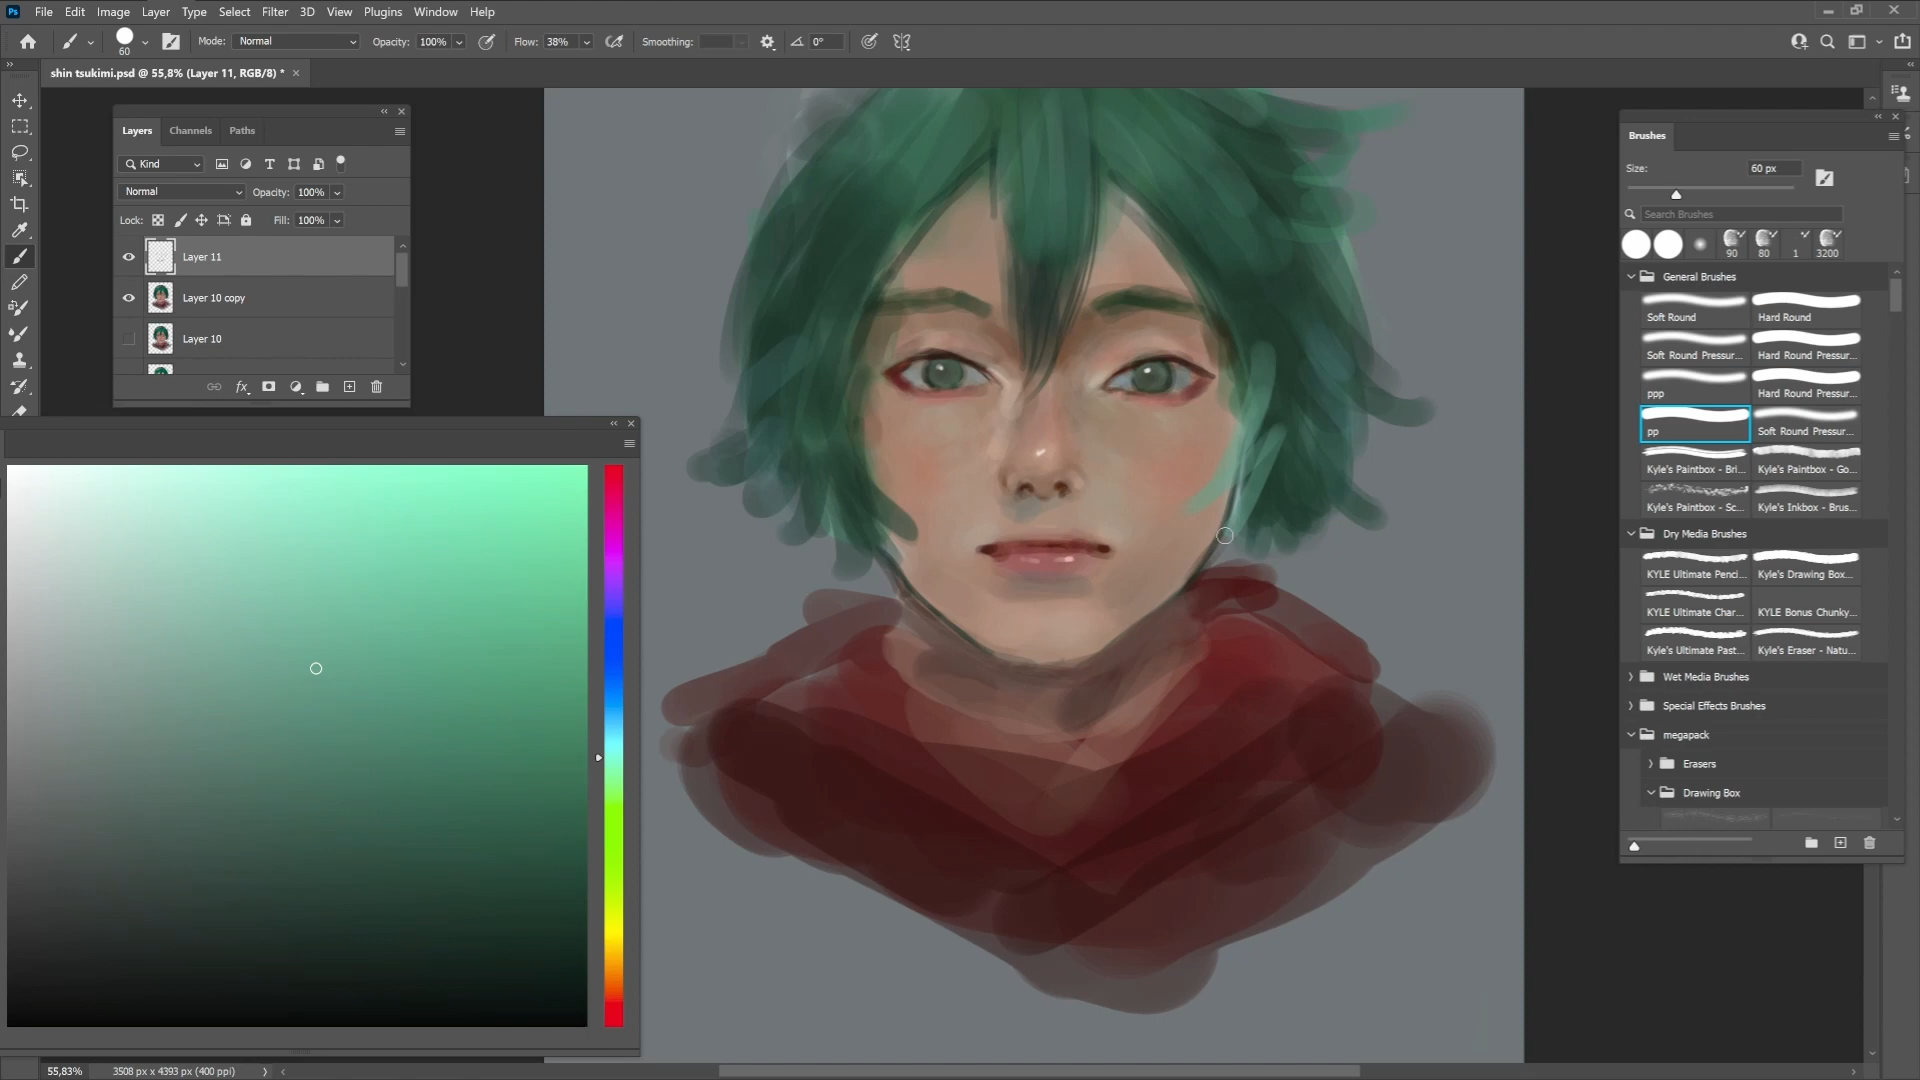 Ps File Edit Image Layer Type Select Filter 3D View Plugins Window Help
60 Mode: Normal Opacity: 100% Flow: 38% Smoothing: 0°
shin tsukimi.psd @ 55,8% (Layer 11, RGB/8) *
Layers Channels Paths
Kind
Normal Opacity: 100%
Lock: Fill: 100%
Layer 11
Layer 10 copy
Layer 10
fx
Brushes
Size: 60 px
Search Brushes
90 80 1 3200
General Brushes
Soft Round Hard Round
Soft Round Pressur... Hard Round Pressur...
ppp Hard Round Pressur...
pp Soft Round Pressur...
Kyle's Paintbox - Bri... Kyle's Paintbox - Go...
Kyle's Paintbox - Sc... Kyle's Inkbox - Brus...
Dry Media Brushes
KYLE Ultimate Penci... Kyle's Drawing Box...
KYLE Ultimate Char... KYLE Bonus Chunky...
Kyle's Ultimate Past... Kyle's Eraser - Natu...
Wet Media Brushes
Special Effects Brushes
megapack
Erasers
Drawing Box
55,83% 3508 px x 4393 px (400 ppi)